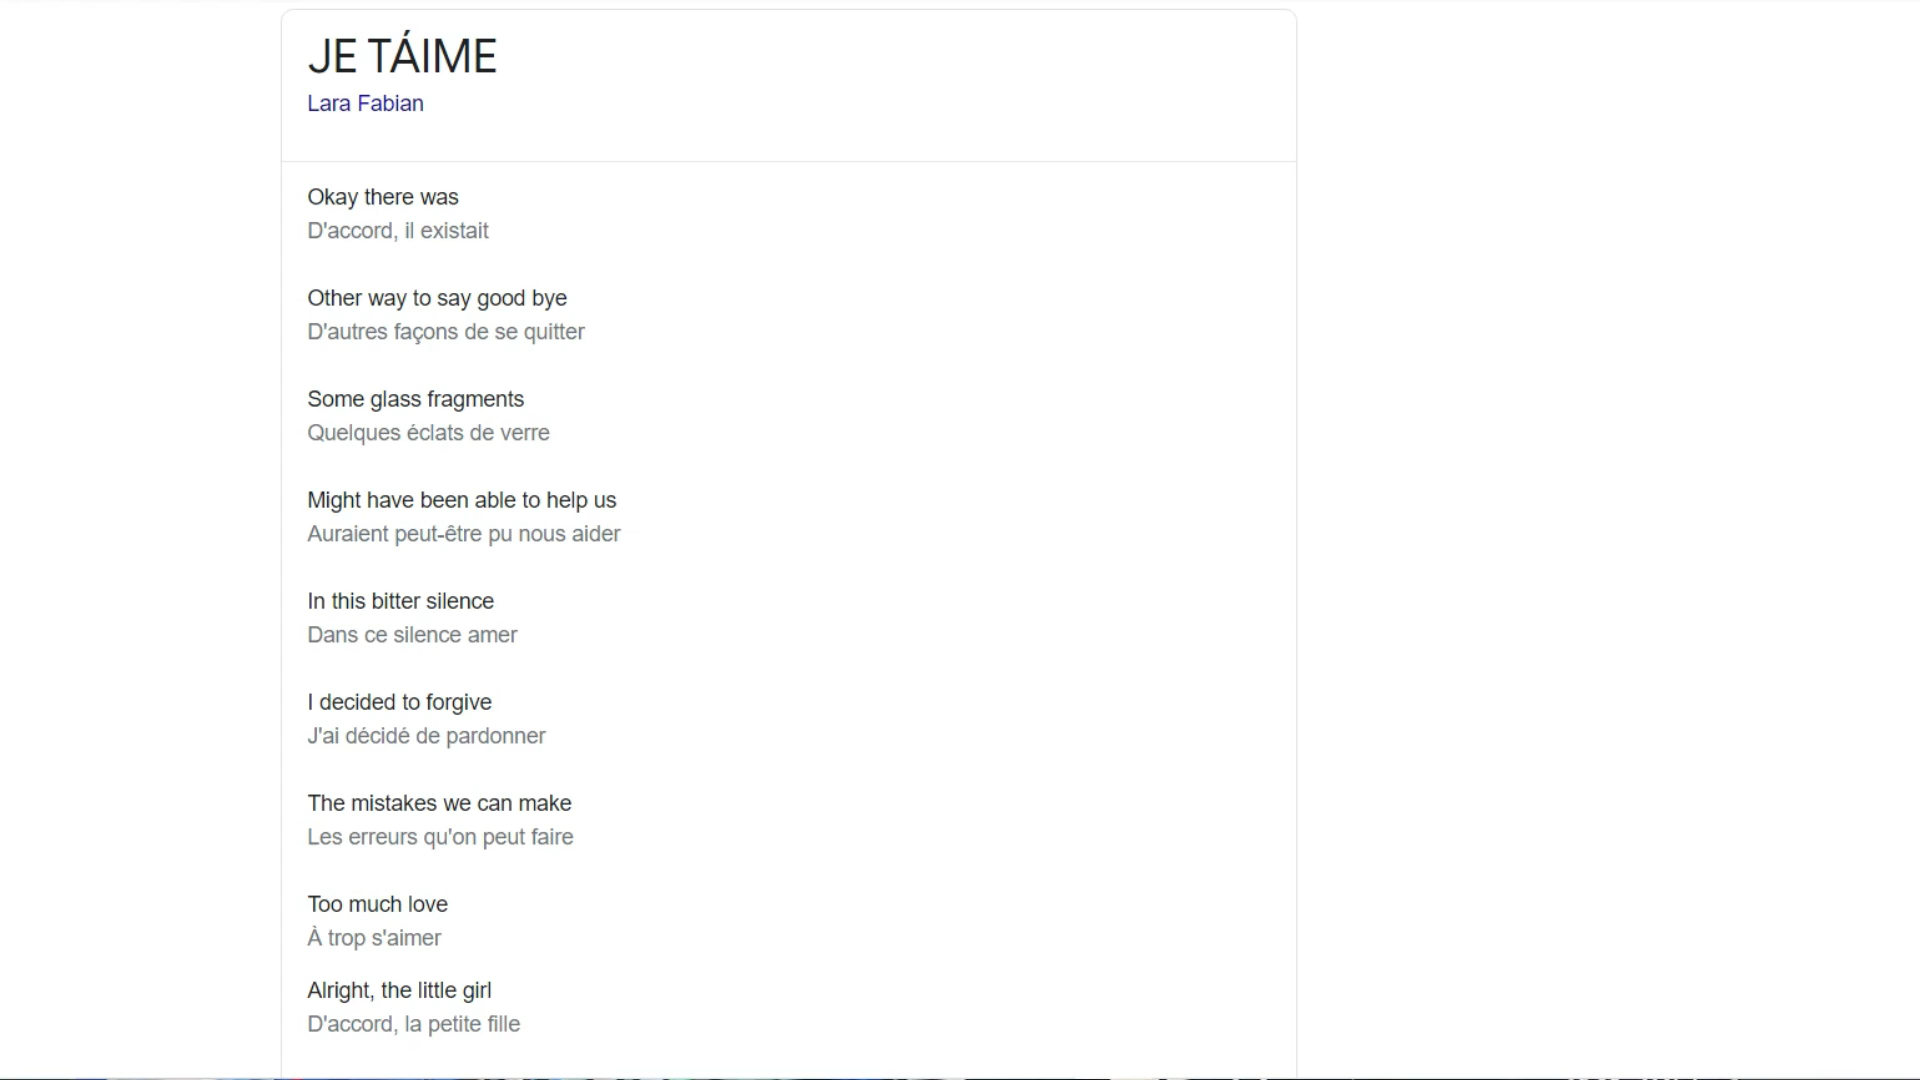 JE TÁIME
Lara Fabian
Okay there was
D'accord, il existait
Other way to say good bye
D'autres façons de se quitter
Some glass fragments
Quelques éclats de verre
Might have been able to help us
Auraient peut-être pu nous aider
In this bitter silence
Dans ce silence amer
I decided to forgive
J'ai décidé de pardonner
The mistakes we can make
Les erreurs qu'on peut faire
Too much love
À trop s'aimer
Alright, the little girl
D'accord, la petite fille